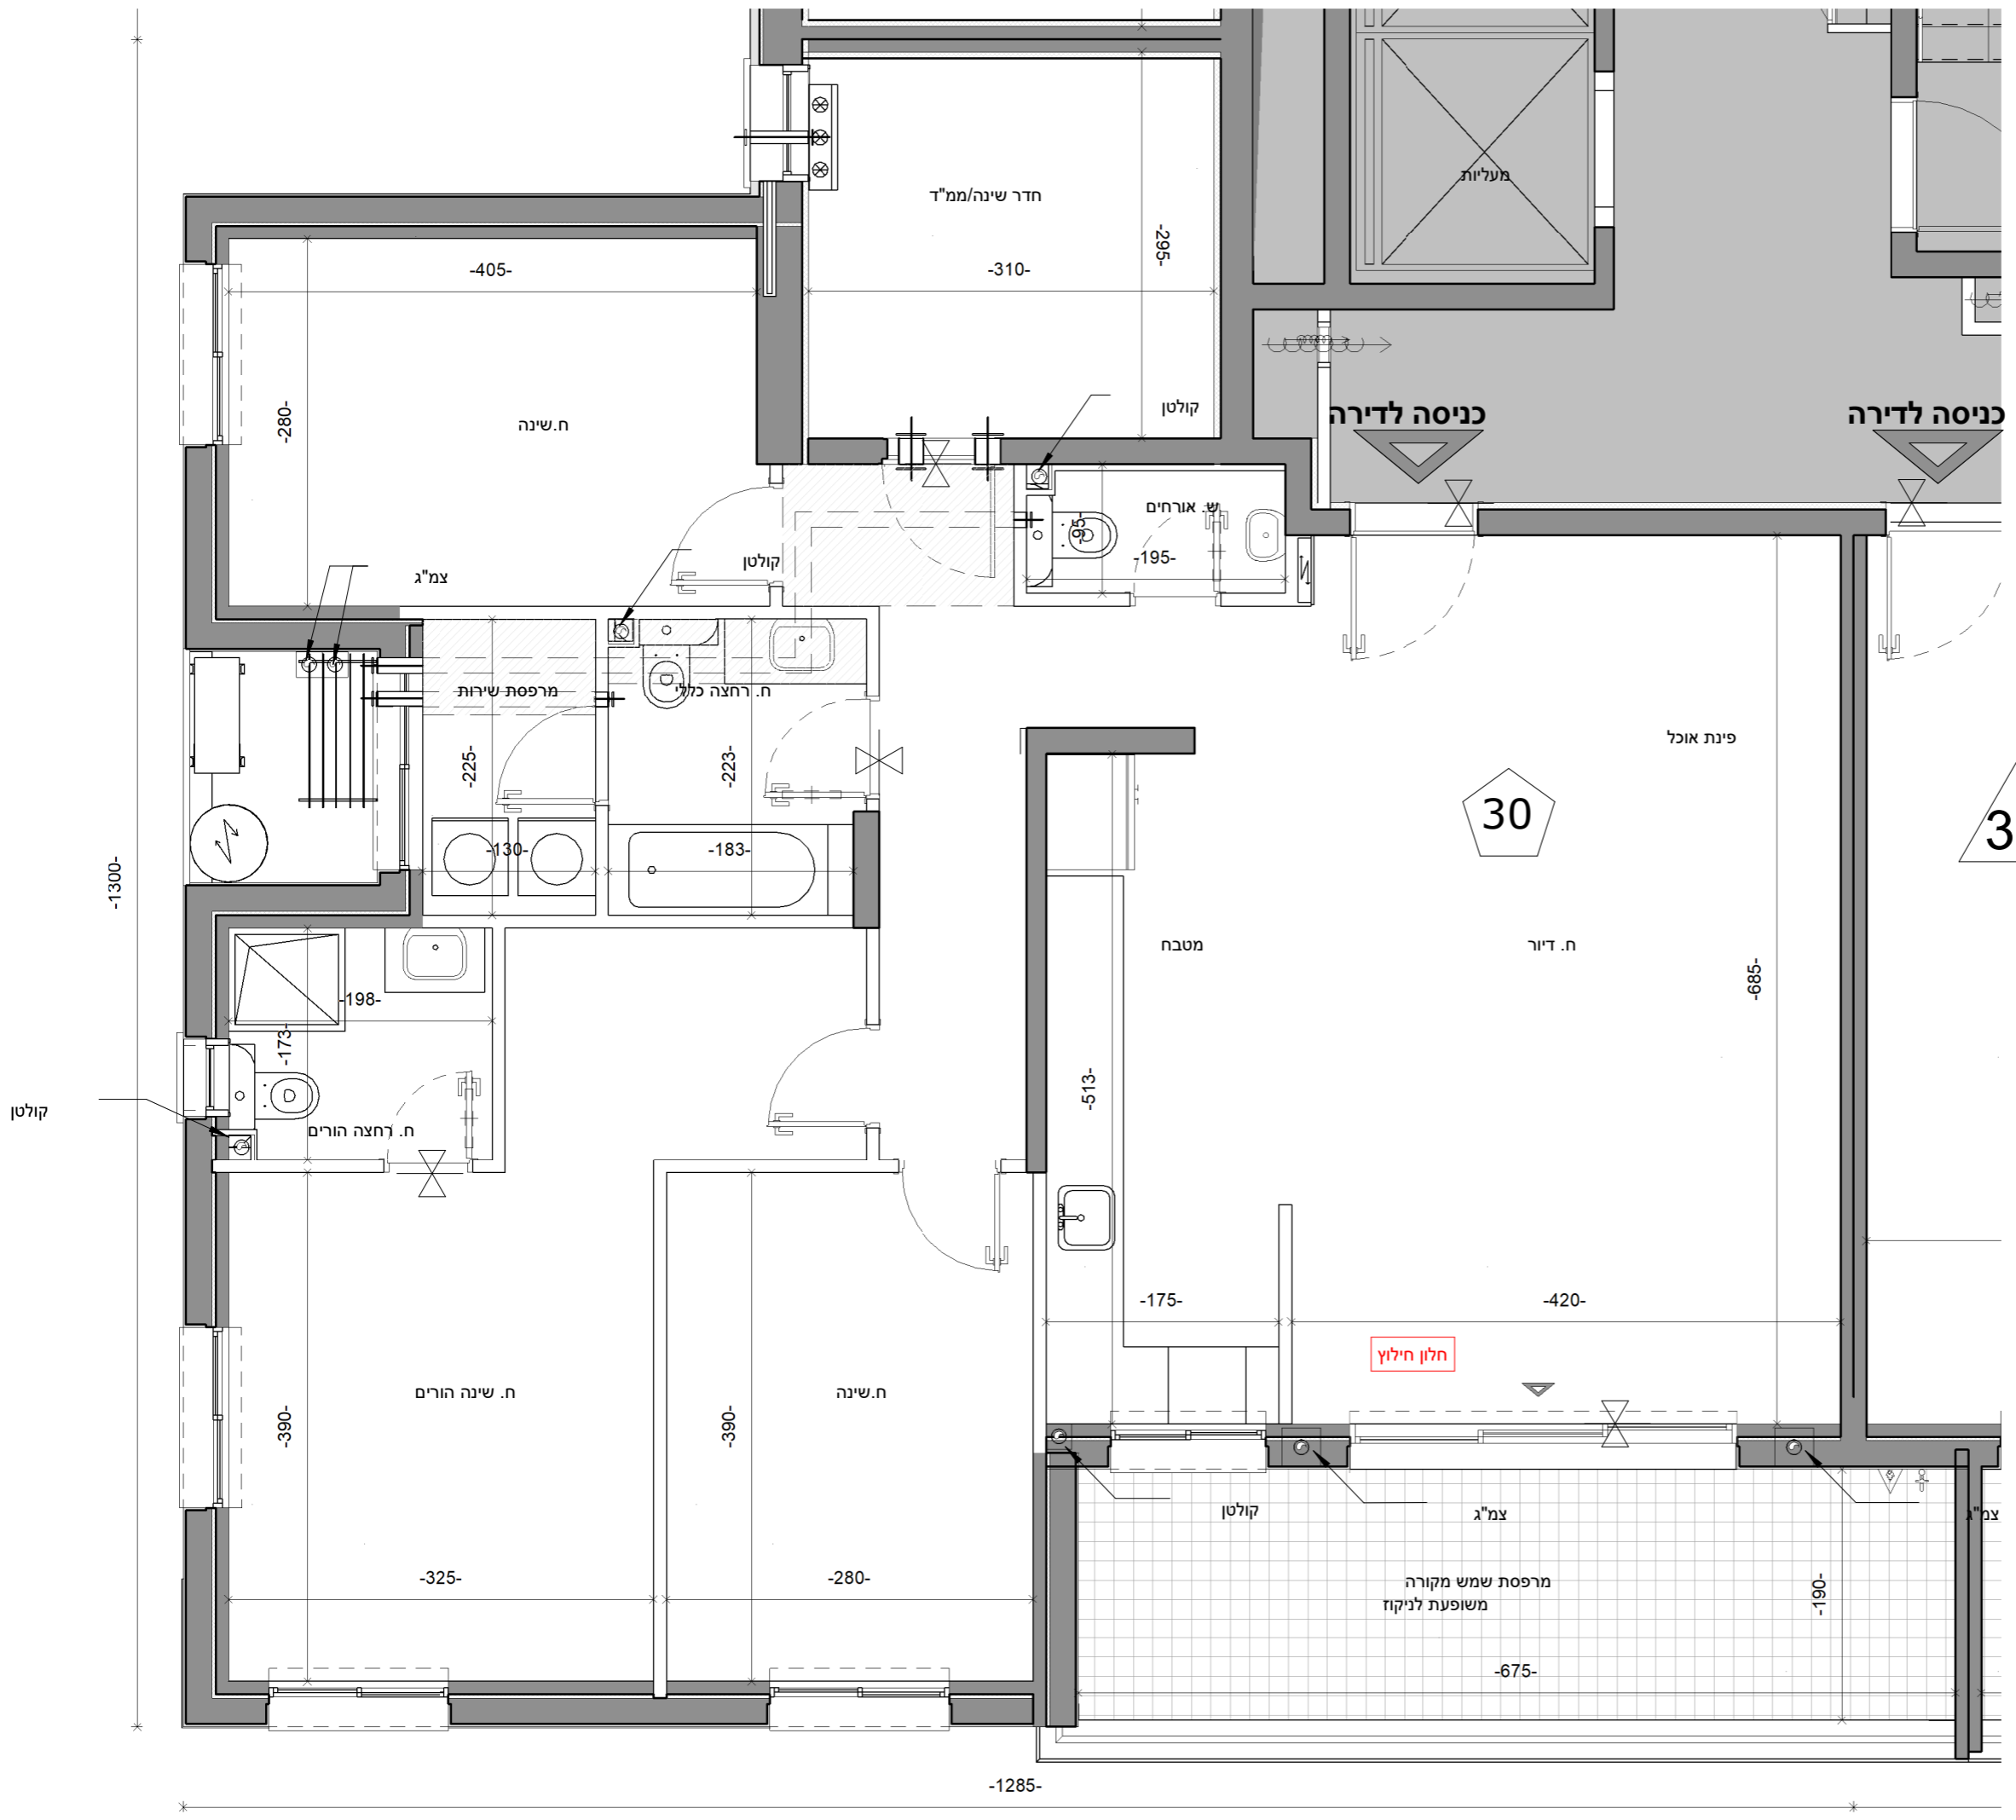 חדר שינה/ממ"ד
מעליות
-405-
-310-
-295-
-280-
ח.שינה
קולטן
כניסה לדירה
כניסה לדירה
ש. אורחים
-95-
-195-
קולטן
צמ"ג
מרפסת שירות
ח. רחצה כללי
פינת אוכל
-225-
-223-
30
3
-130-
-183-
-1300-
מטבח
ח. דיור
-685-
-198-
-173-
-513-
קולטן
ח. רחצה הורים
-175-
-420-
חלון חילוץ
ח. שינה הורים
ח.שינה
-390-
-390-
קולטן
צמ"ג
צמ"ג
-325-
-280-
מרפסת שמש מקורה
משופעת לניקוז
-190-
-675-
-1285-